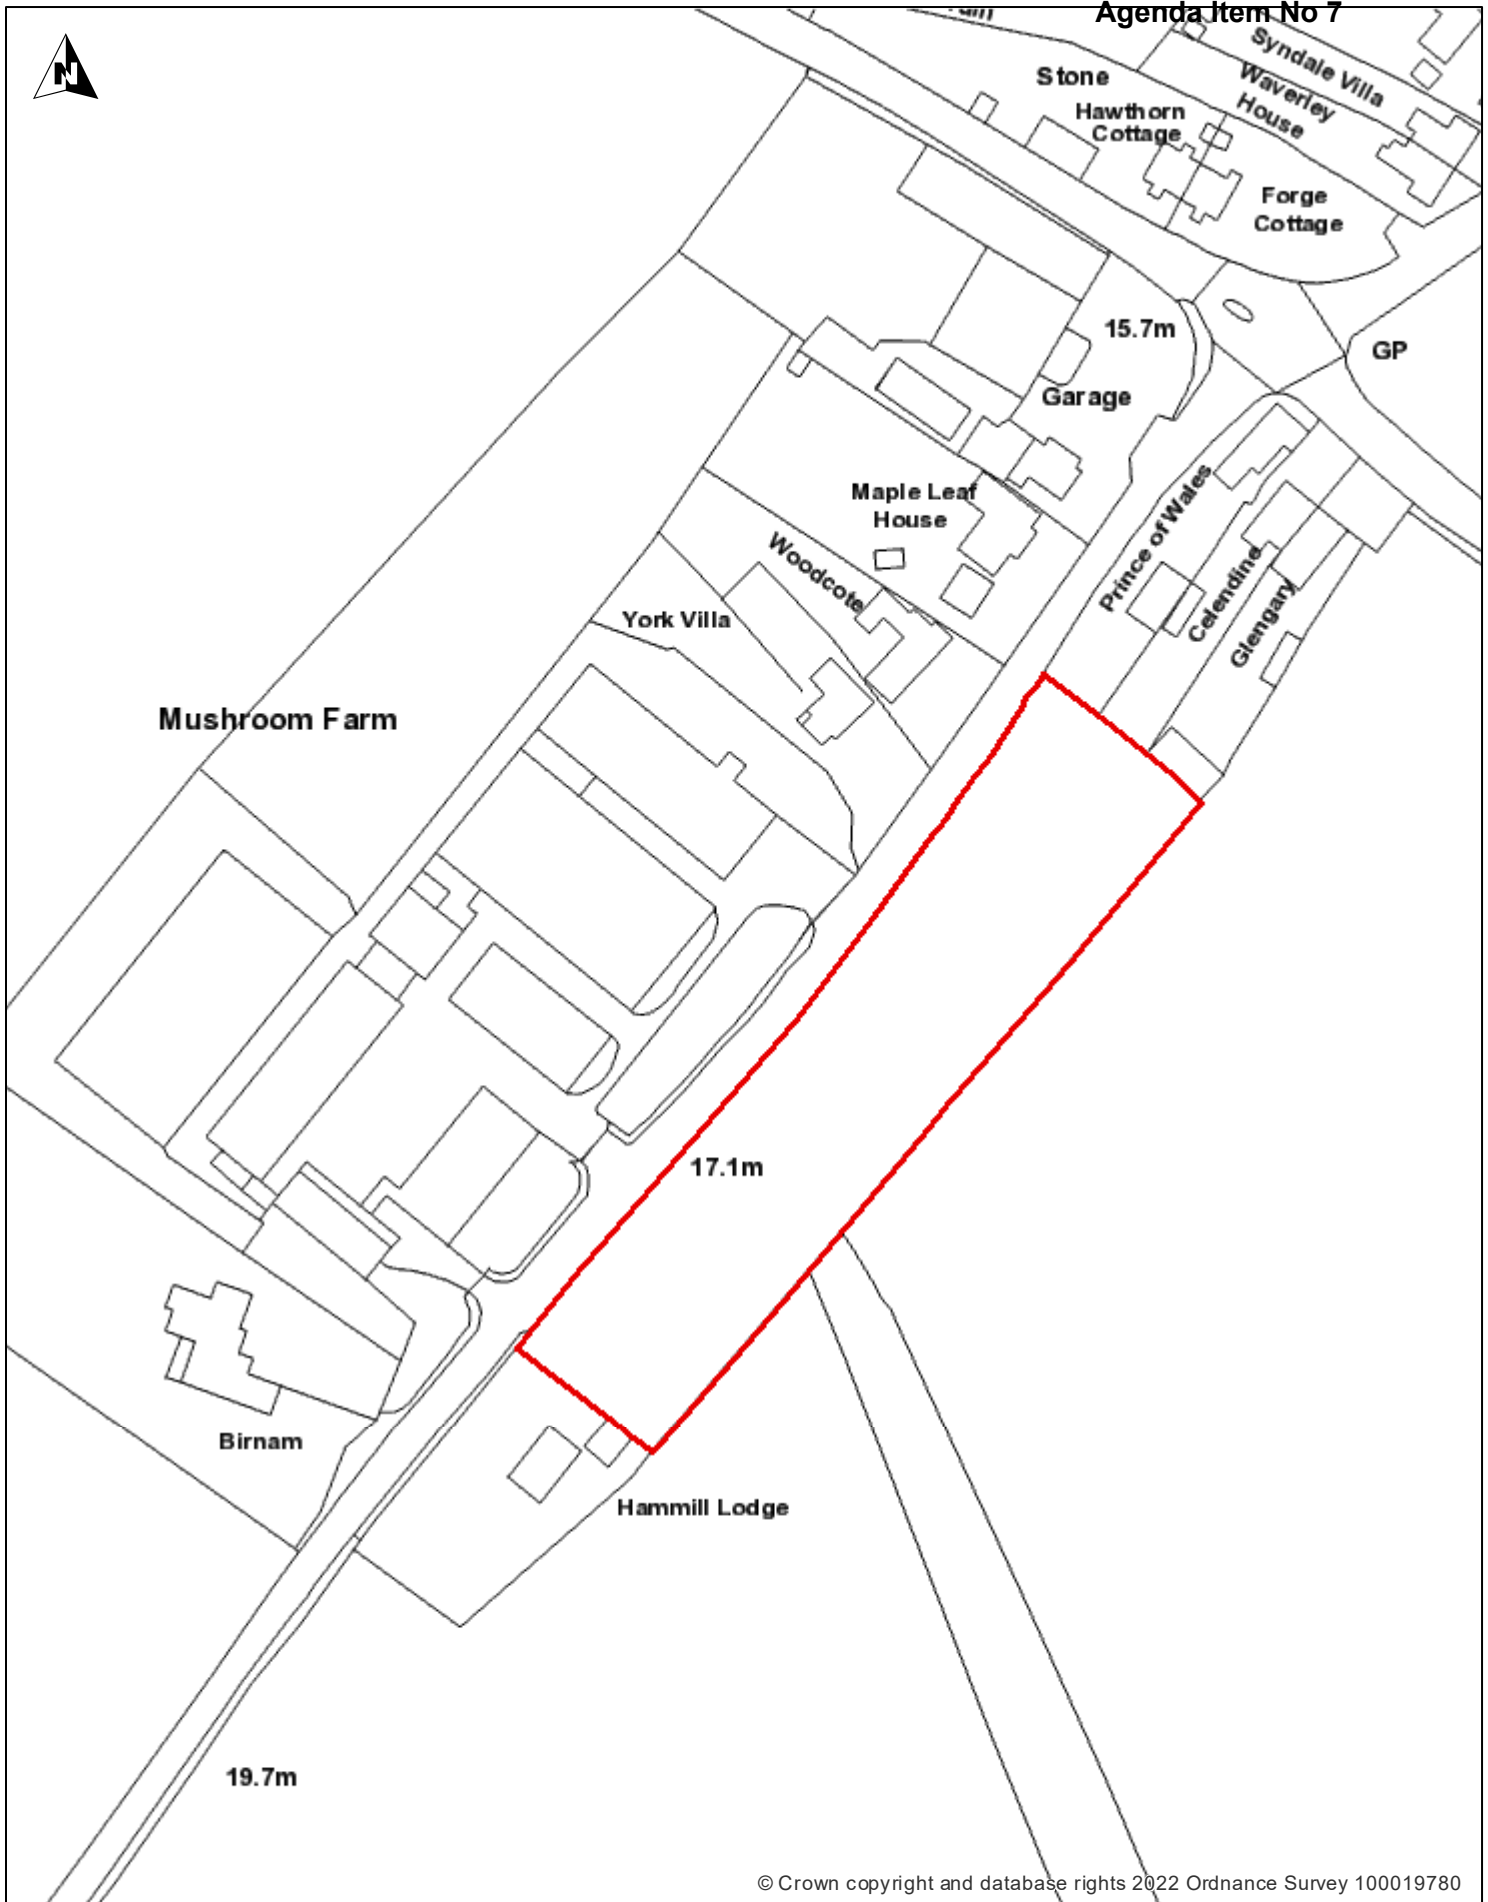 Agenda Item No 7
N
Syndale Villa
Stone
Waverley
House
Hawthorn
Cottage
Forge
Cottage
15.7m
GP
Garage
Maple Leaf
House
Prince of Wales
Woodcote
Celendine
Glengary
York Villa
Mushroom Farm
17.1m
Birnam
Hammill Lodge
19.7m
© Crown copyright and database rights 2022 Ordnance Survey 100019780